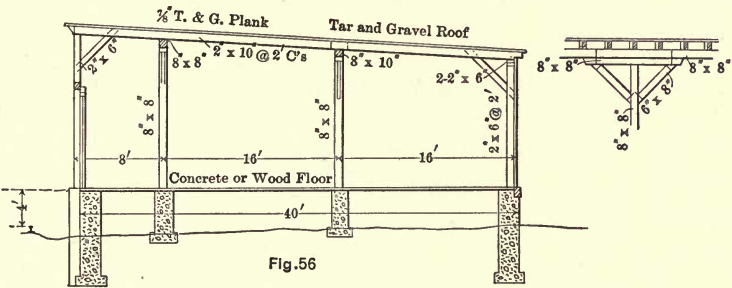 ⅞" T. & G. Plank
Tar and Gravel Roof
2" x 6"
8" x 8"
2" x 10" @ 2' C's
8" x 10"
2-2" x 6"
8" x 8"
8" x 8"
2 x 6 @ 2'
8" x 8"
8" x 8"
6" x 8"
8" x 8"
8'
16'
16'
Concrete or Wood Floor
4'
40'
Fig.56